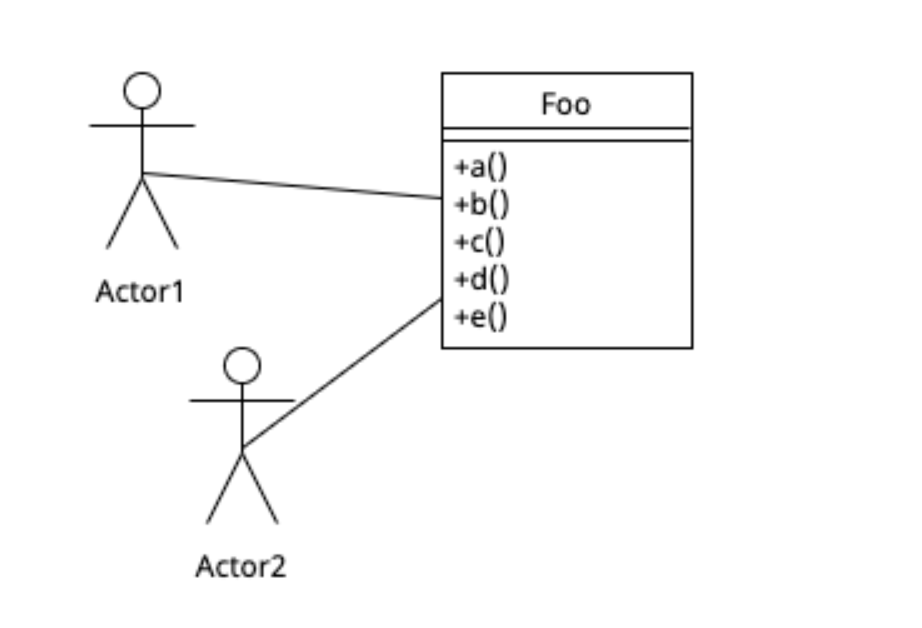 Foo
+a()
+b()
+c()
+d()
+e()
Actor1
Actor2